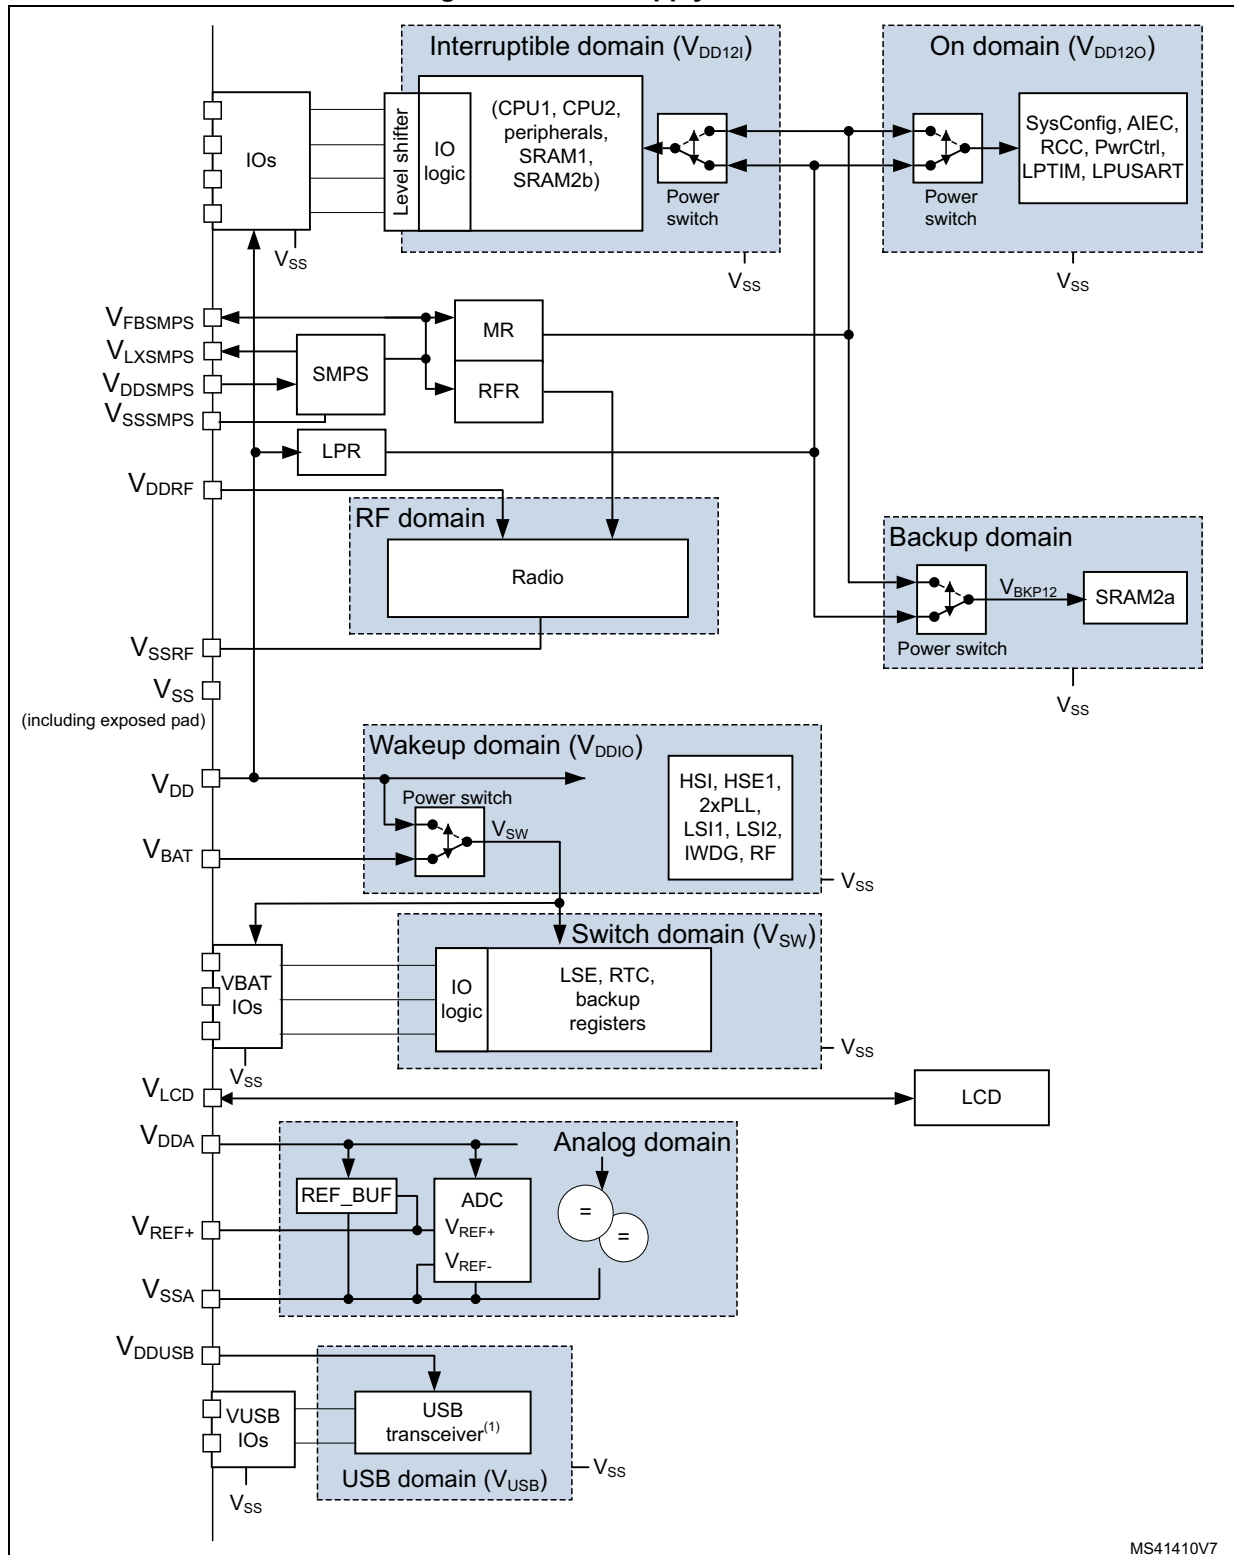 Interruptible domain (VDD12I)
On domain (VDD12O)
IOs
Level shifter
IO
logic
(CPU1, CPU2,
peripherals,
SRAM1,
SRAM2b)
Power
switch
Power
switch
SysConfig, AIEC,
RCC, PwrCtrl,
LPTIM, LPUSART
VSS
VSS
VSS
VFBSMPS
VLXSMPS
VDDSMPS
VSSSMPS
SMPS
MR
RFR
LPR
VDDRF
RF domain
Radio
VSSRF
Backup domain
VBKP12
SRAM2a
Power switch
VSS
VSS
(including exposed pad)
Wakeup domain (VDDIO)
VDD
Power switch
VSW
VBAT
HSI, HSE1,
2xPLL,
LSI1, LSI2,
IWDG, RF
VSS
Switch domain (VSW)
VBAT
IOs
IO
logic
LSE, RTC,
backup
registers
VSS
VSS
VLCD
LCD
VDDA
Analog domain
REF_BUF
ADC
VREF+
VREF+
VREF-
=
=
VSSA
VDDUSB
VUSB
IOs
USB
transceiver(1)
USB domain (VUSB)
VSS
VSS
MS41410V7